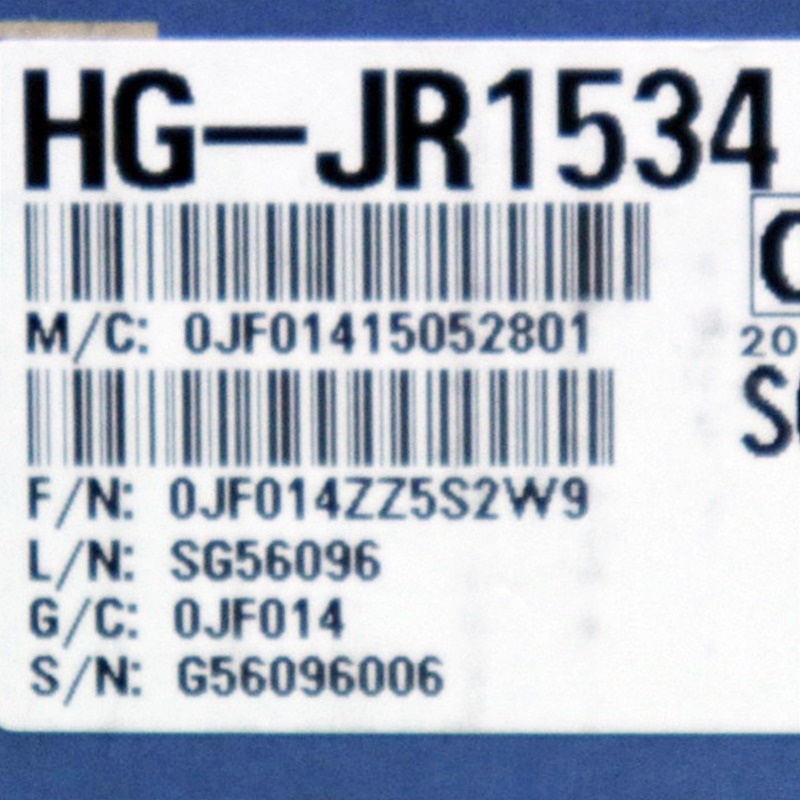 HG-JR1534
M/C: 0JF01415052801
20
F/N: 0JF014ZZ5S2W9
L/N: SG56096
G/C: 0JF014
S/N: G56096006